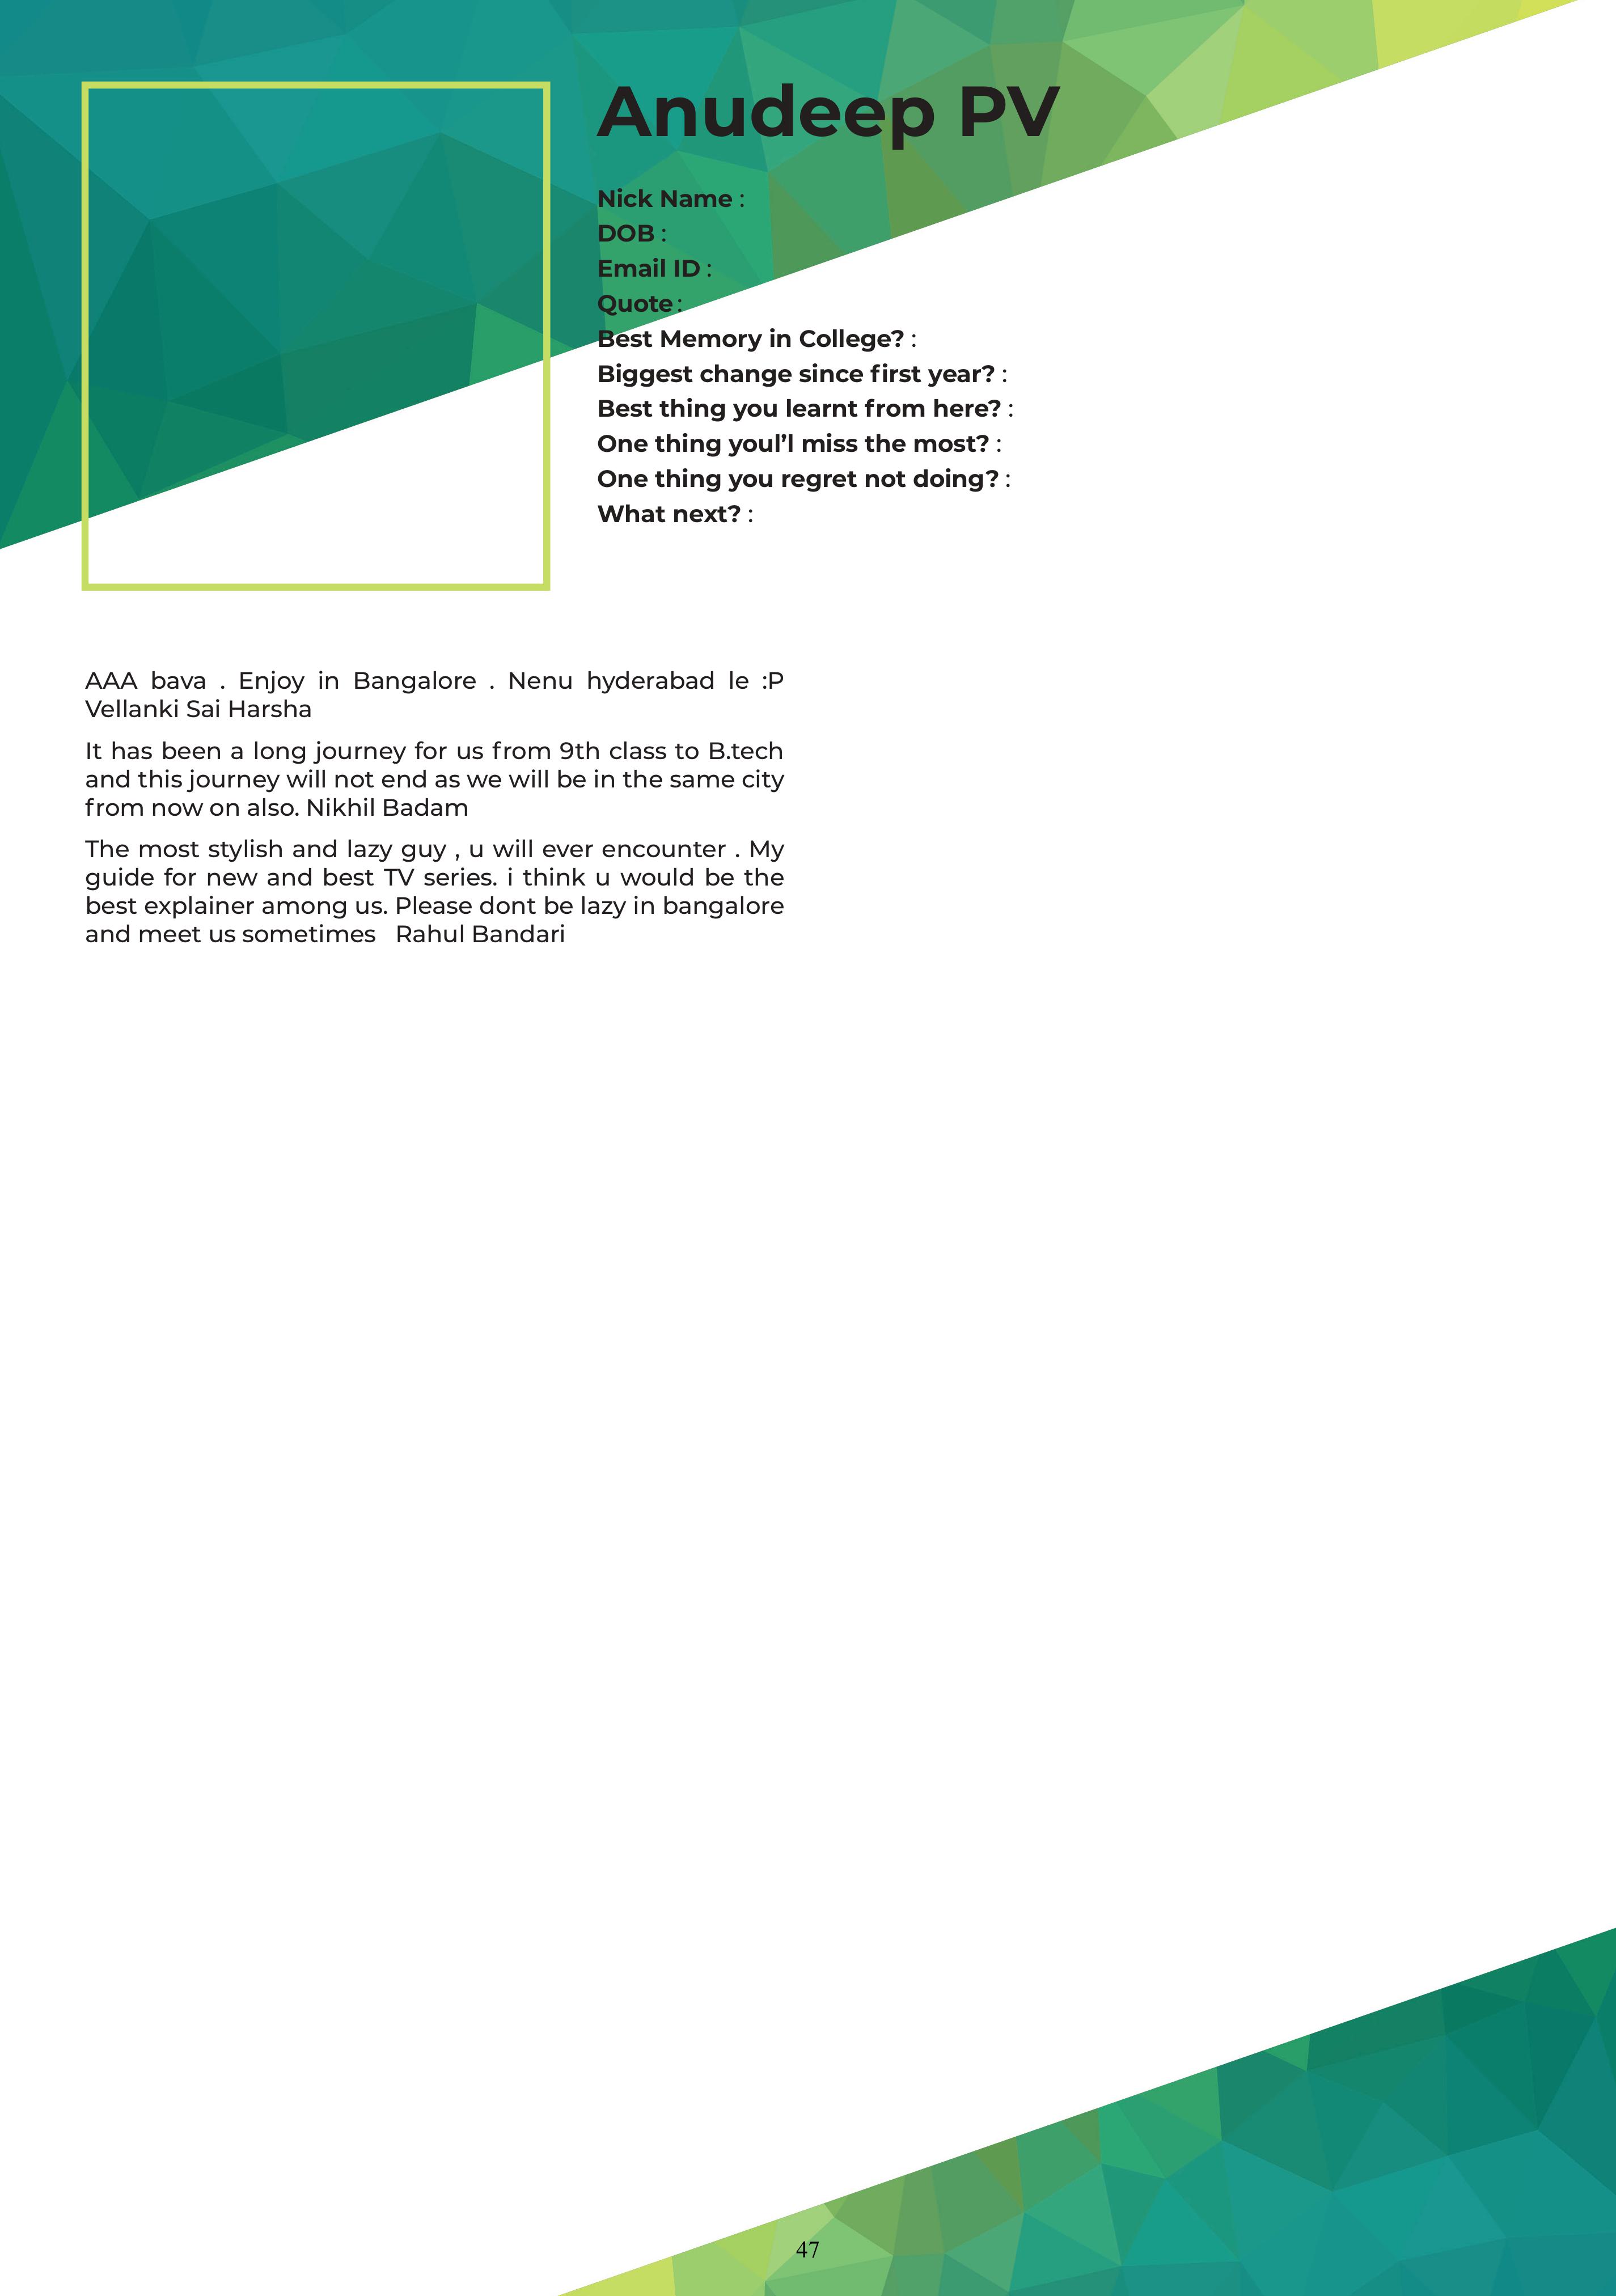 Anudeep PV
Nick Name :
DOB :
Email ID :
Quote :
Best Memory in College? :
Biggest change since first year? :
Best thing you learnt from here? :
One thing youl’l miss the most? :
One thing you regret not doing? :
What next? :
AAA bava . Enjoy in Bangalore . Nenu hyderabad le :P
Vellanki Sai Harsha
It has been a long journey for us from 9th class to B.tech
and this journey will not end as we will be in the same city
from now on also. Nikhil Badam
The most stylish and lazy guy , u will ever encounter . My
guide for new and best TV series. i think u would be the
best explainer among us. Please dont be lazy in bangalore
and meet us sometimes   Rahul Bandari
47